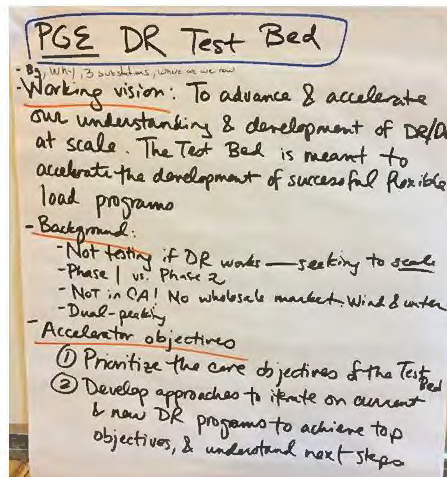 PGE DR Test Bed
- Bg, Why, 3 substations, where are we now
- Working vision: To advance & accelerate
our understanding & development of DR/D
at scale. The Test Bed is meant to
accelerate the development of successful flexible
load programs
- Background:
- Not testing if DR works — seeking to scale
- Phase 1 vs. Phase 2
- NOT in CA! No wholesale market. Wind & water
- Dual-peaking
- Accelerator objectives
① Prioritize the core objectives of the Test Bed
② Develop approaches to iterate on current
& new DR programs to achieve top
objectives, & understand next steps